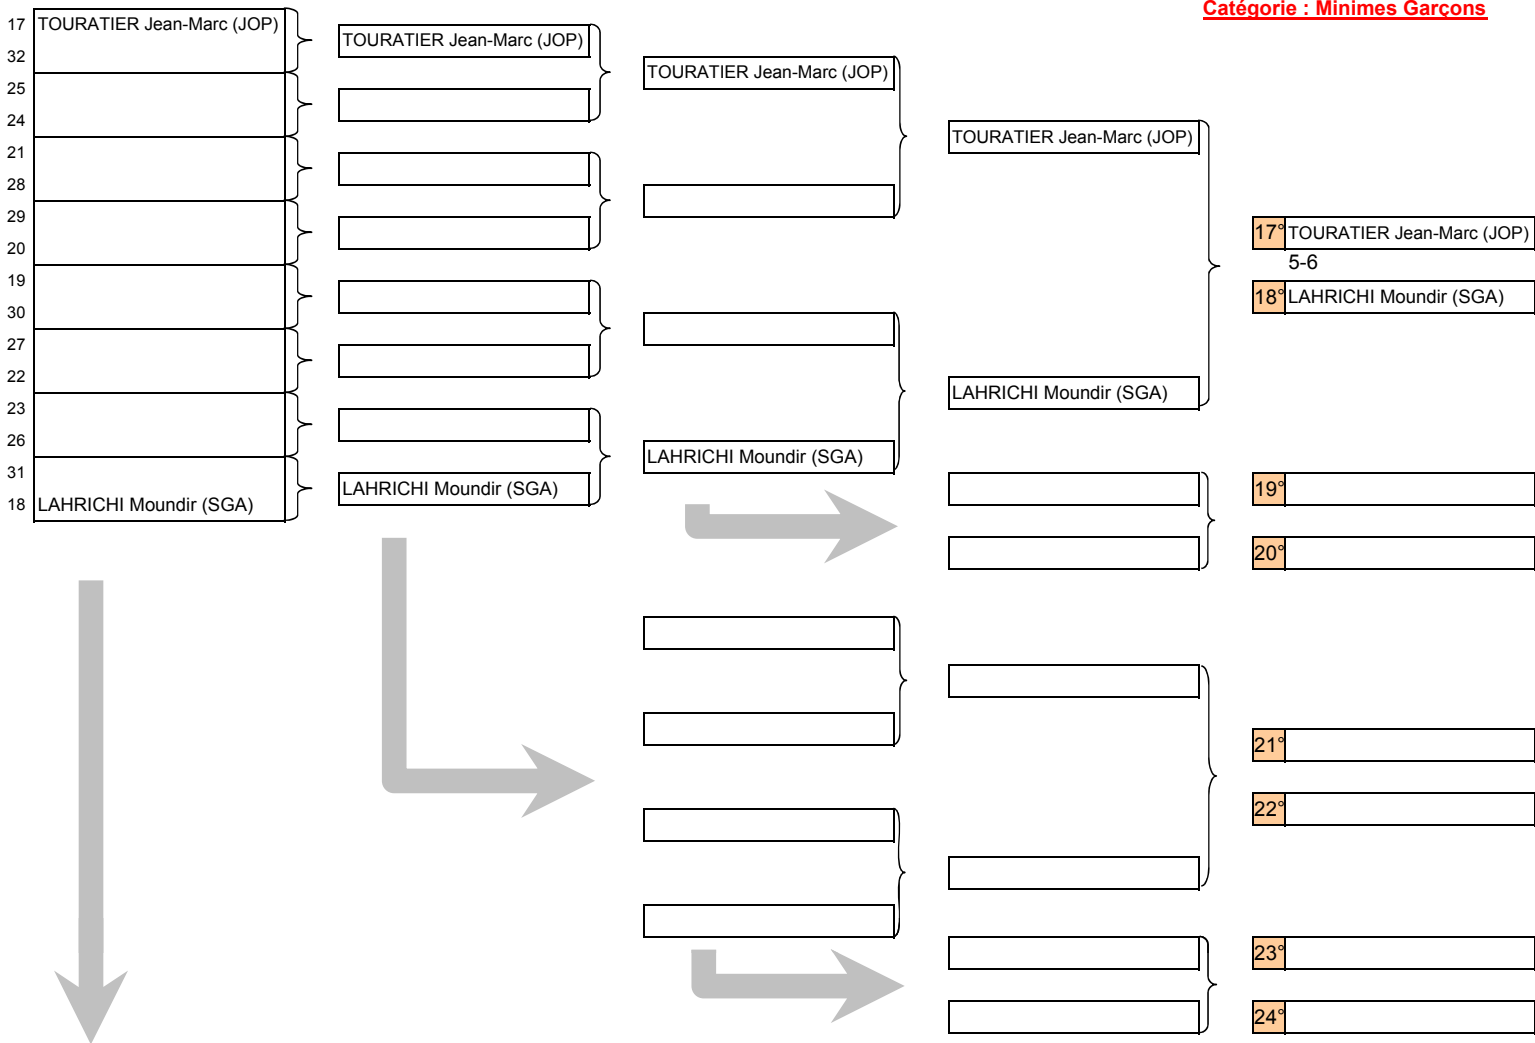 Catégorie : Minimes Garçons
17 TOURATIER Jean-Marc (JOP)
32
25
24
21
28
29
20
19
30
27
22
23
26
31
18 LAHRICHI Moundir (SGA)
TOURATIER Jean-Marc (JOP)
LAHRICHI Moundir (SGA)
TOURATIER Jean-Marc (JOP)
LAHRICHI Moundir (SGA)
TOURATIER Jean-Marc (JOP)
LAHRICHI Moundir (SGA)
17° TOURATIER Jean-Marc (JOP)
5-6
18° LAHRICHI Moundir (SGA)
19°
20°
21°
22°
23°
24°